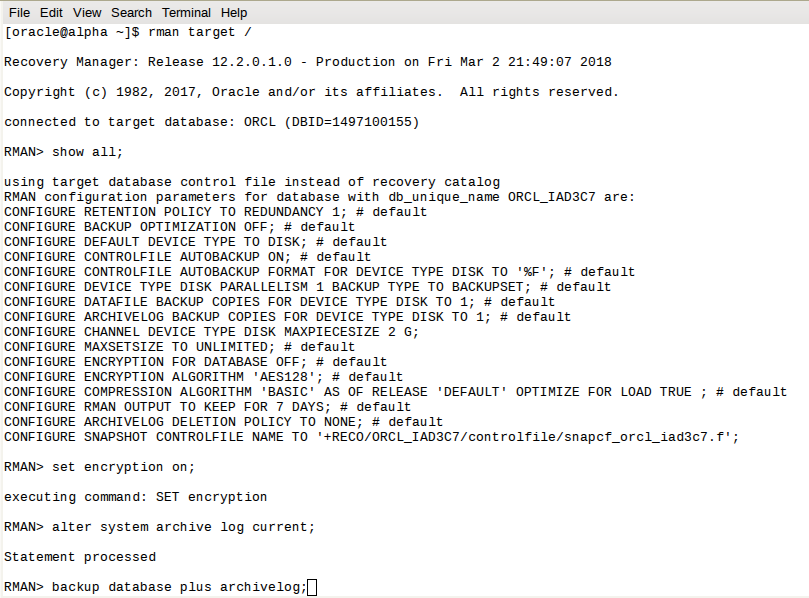 File Edit View Search Terminal Help
[oracle@alpha ~]$ rman target /
Recovery Manager: Release 12.2.0.1.0 - Production on Fri Mar 2 21:49:07 2018
Copyright (c) 1982, 2017, Oracle and/or its affiliates.  All rights reserved.
connected to target database: ORCL (DBID=1497100155)
RMAN> show all;
using target database control file instead of recovery catalog
RMAN configuration parameters for database with db_unique_name ORCL_IAD3C7 are:
CONFIGURE RETENTION POLICY TO REDUNDANCY 1; # default
CONFIGURE BACKUP OPTIMIZATION OFF; # default
CONFIGURE DEFAULT DEVICE TYPE TO DISK; # default
CONFIGURE CONTROLFILE AUTOBACKUP ON; # default
CONFIGURE CONTROLFILE AUTOBACKUP FORMAT FOR DEVICE TYPE DISK TO '%F'; # default
CONFIGURE DEVICE TYPE DISK PARALLELISM 1 BACKUP TYPE TO BACKUPSET; # default
CONFIGURE DATAFILE BACKUP COPIES FOR DEVICE TYPE DISK TO 1; # default
CONFIGURE ARCHIVELOG BACKUP COPIES FOR DEVICE TYPE DISK TO 1; # default
CONFIGURE CHANNEL DEVICE TYPE DISK MAXPIECESIZE 2 G;
CONFIGURE MAXSETSIZE TO UNLIMITED; # default
CONFIGURE ENCRYPTION FOR DATABASE OFF; # default
CONFIGURE ENCRYPTION ALGORITHM 'AES128'; # default
CONFIGURE COMPRESSION ALGORITHM 'BASIC' AS OF RELEASE 'DEFAULT' OPTIMIZE FOR LOAD TRUE ; # default
CONFIGURE RMAN OUTPUT TO KEEP FOR 7 DAYS; # default
CONFIGURE ARCHIVELOG DELETION POLICY TO NONE; # default
CONFIGURE SNAPSHOT CONTROLFILE NAME TO '+RECO/ORCL_IAD3C7/controlfile/snapcf_orcl_iad3c7.f';
RMAN> set encryption on;
executing command: SET encryption
RMAN> alter system archive log current;
Statement processed
RMAN> backup database plus archivelog;